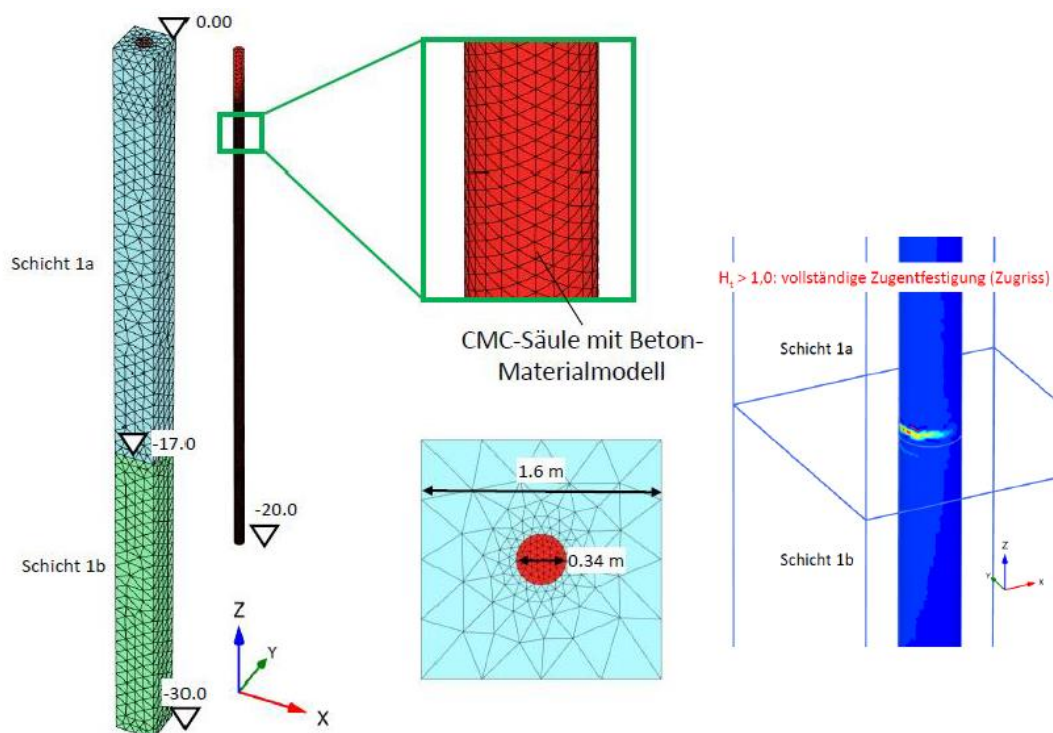 0.00
Schicht 1a
-17.0
-20.0
Schicht 1b
-30.0
Z
Y
X
CMC-Säule mit Beton-
Materialmodell
1.6 m
0.34 m
H_t > 1,0: vollständige Zugentfestigung (Zugriss)
Schicht 1a
Schicht 1b
Z
Y
X